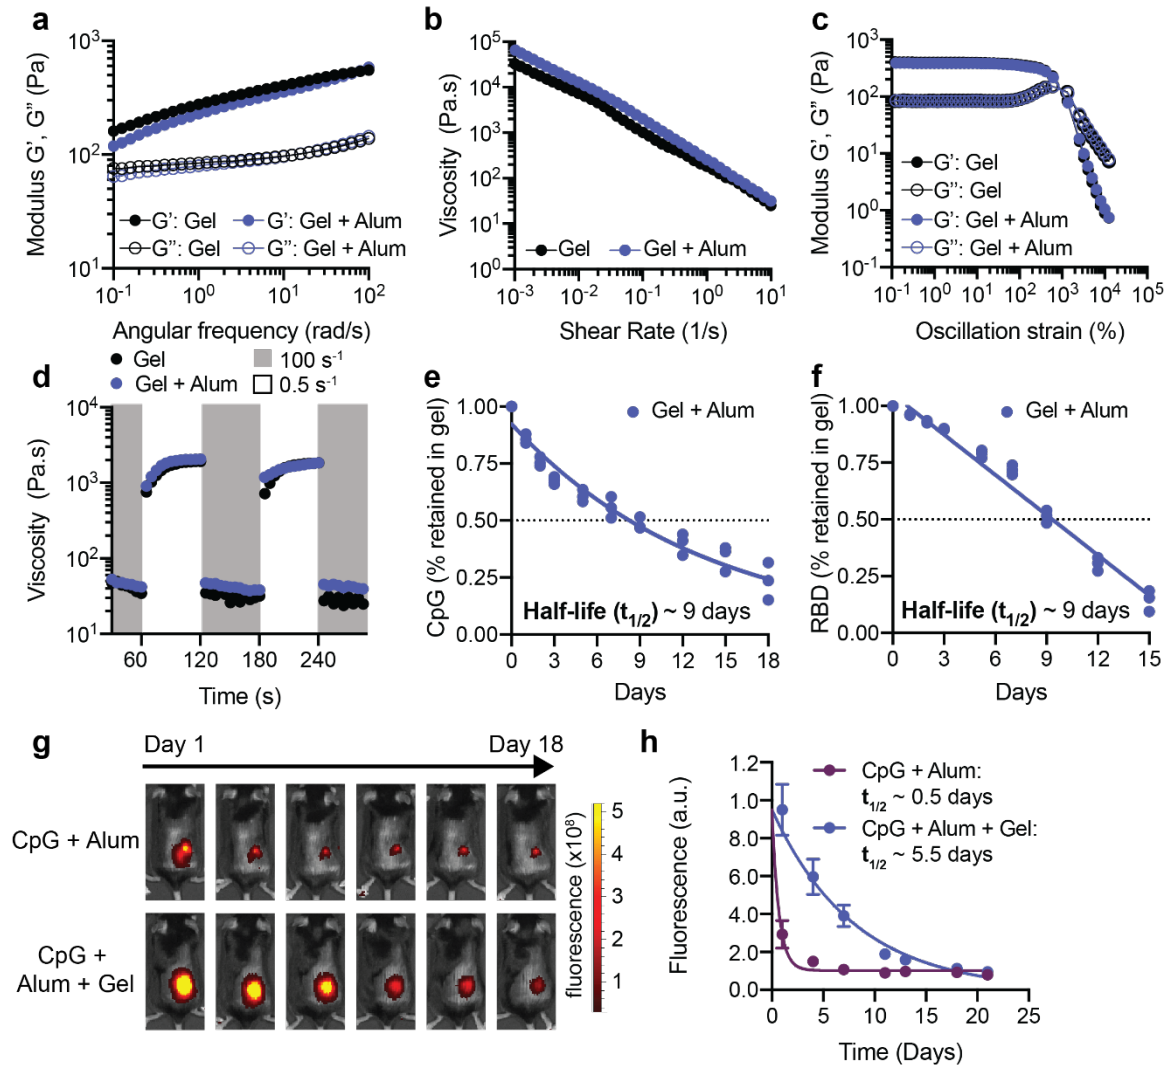 a
Modulus G', G" (Pa)
10³
10²
10¹
10⁻¹
10⁰
10¹
10²
Angular frequency (rad/s)
G': Gel
G': Gel + Alum
G": Gel
G": Gel + Alum
b
Viscosity (Pa.s)
10⁵
10⁴
10³
10²
10¹
10⁰
10⁻³
10⁻²
10⁻¹
10⁰
10¹
Shear Rate (1/s)
Gel
Gel + Alum
c
Modulus G', G" (Pa)
10³
10²
10¹
10⁰
10⁻¹
10⁻¹
10⁰
10¹
10²
10³
10⁴
10⁵
Oscillation strain (%)
G': Gel
G": Gel
G': Gel + Alum
G": Gel + Alum
d
Gel
100 s⁻¹
Gel + Alum
0.5 s⁻¹
Viscosity (Pa.s)
10⁴
10³
10²
10¹
60
120
180
240
Time (s)
e
CpG (% retained in gel)
1.00
0.75
0.50
0.25
0.00
0
3
6
9
12
15
18
Days
Gel + Alum
Half-life (t₁/₂) ~ 9 days
f
RBD (% retained in gel)
1.00
0.75
0.50
0.25
0.00
0
3
6
9
12
15
Days
Gel + Alum
Half-life (t₁/₂) ~ 9 days
g
Day 1
Day 18
CpG + Alum
CpG +
Alum + Gel
5
4
3
2
1
fluorescence (x10⁸)
h
Fluorescence (a.u.)
1.2
1.0
8.0
6.0
4.0
2.0
0.0
0
5
10
15
20
25
Time (Days)
CpG + Alum:
t₁/₂ ~ 0.5 days
CpG + Alum + Gel:
t₁/₂ ~ 5.5 days